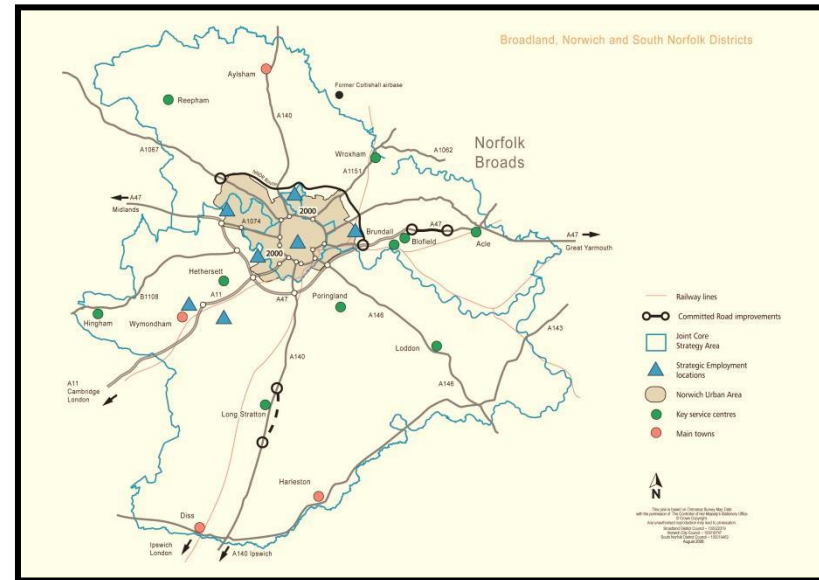 Broadland, Norwich and South Norfolk Districts
Aylsham
Former Coltishall airbase
Reepham
A140
A1067
Wroxham
A1062
Norfolk
Broads
A1151
A47
Midlands
2000
A1074
Brundall
A47
Blofield
Acle
A47
Great Yarmouth
2000
Hethersett
B1108
A11
A47
Poringland
Hingham
Wymondham
A146
A143
A140
Loddon
A11
Cambridge
London
A146
Long Stratton
Harleston
Diss
Ipswich
London
A140 Ipswich
Railway lines
Committed Road improvements
Joint Core
Strategy
Area
Strategic Employment
locations
Norwich Urban Area
Key service centres
Main towns
N
August 2009